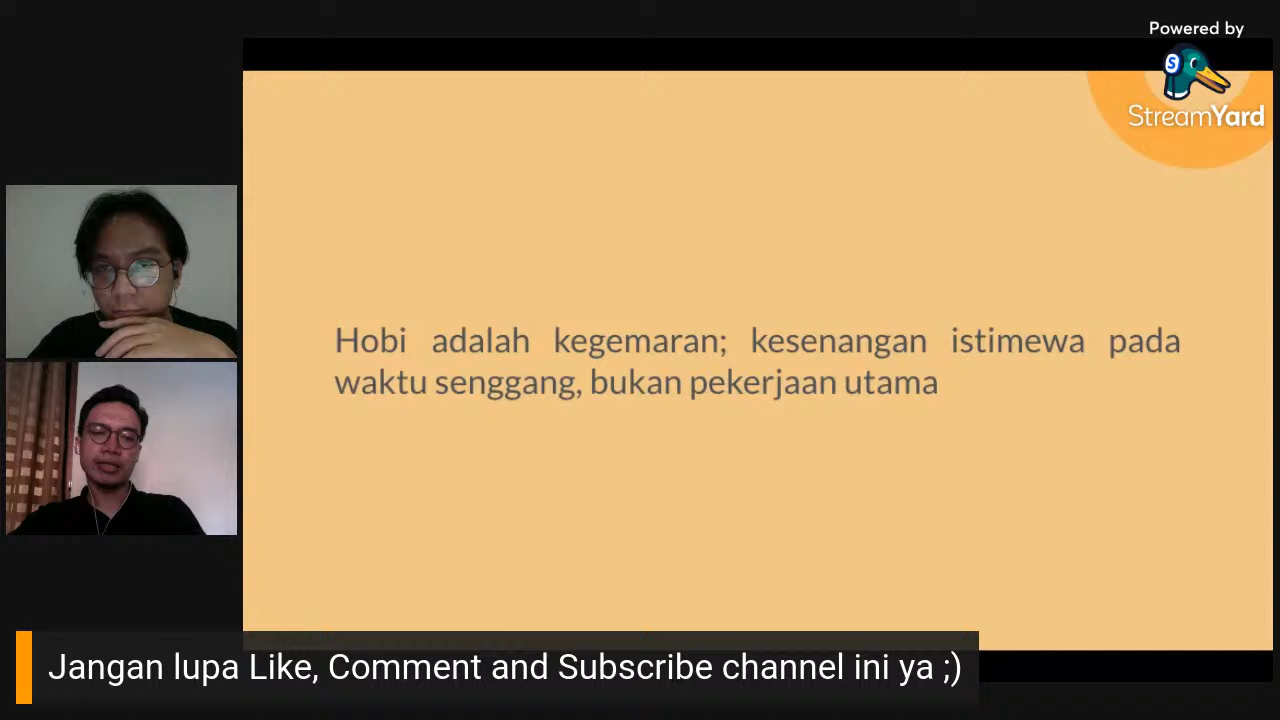 Powered by
S
StreamYard
Hobi adalah kegemaran; kesenangan istimewa pada
waktu senggang, bukan pekerjaan utama
Jangan lupa Like, Comment and Subscribe channel ini ya ;)